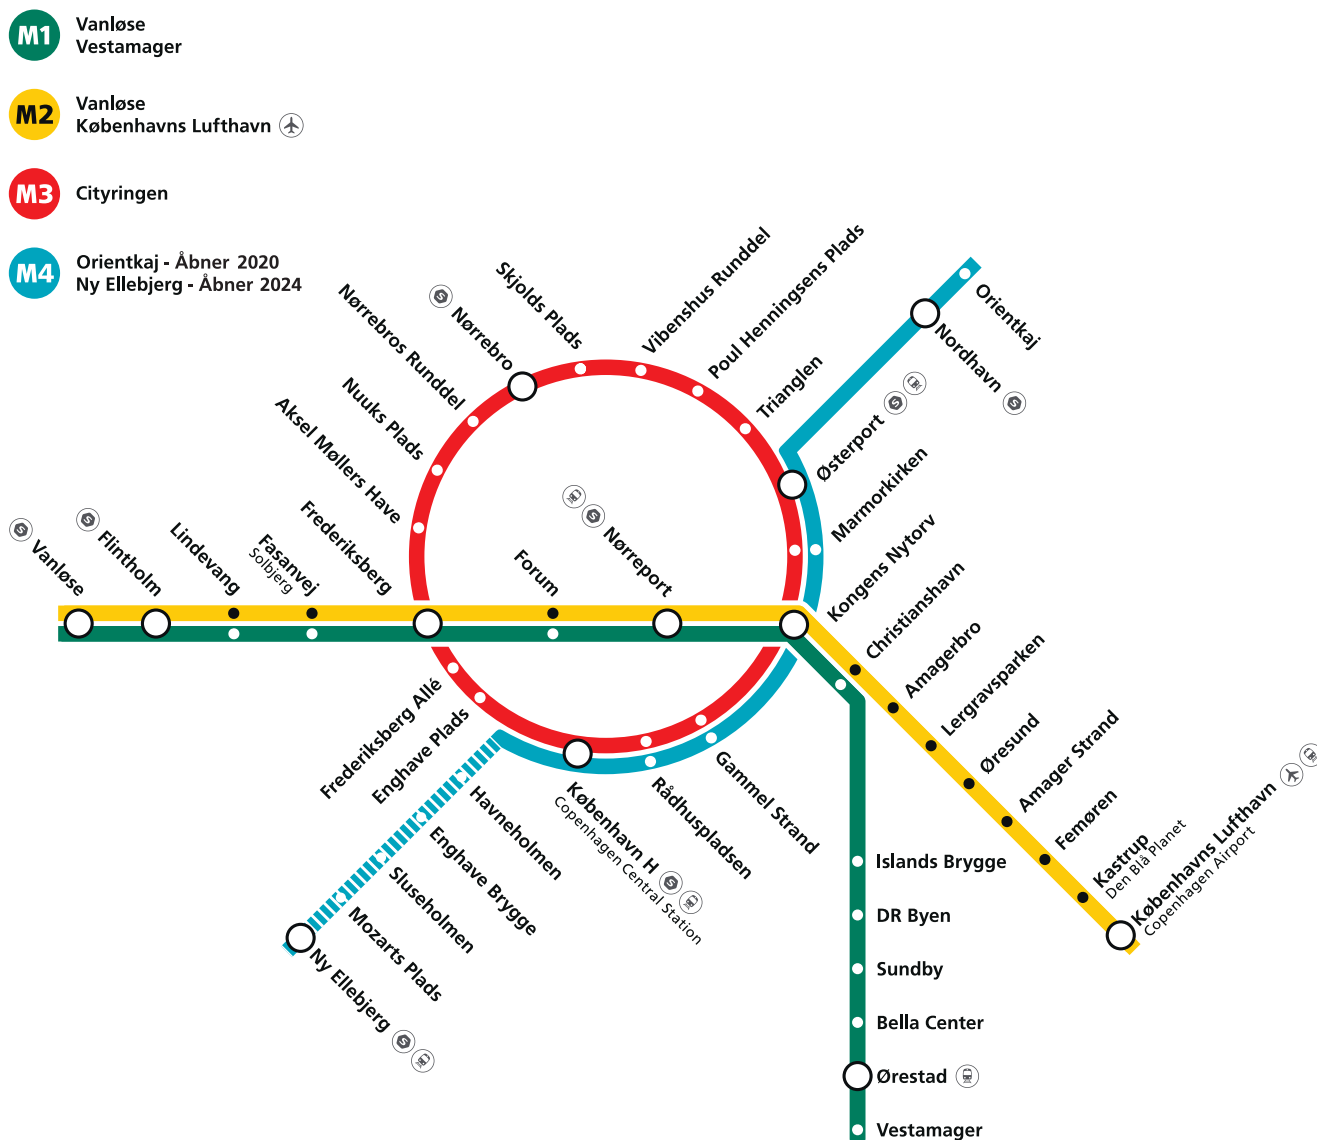 M1
Vanløse
Vestamager
M2
Vanløse
Københavns Lufthavn
M3
Cityringen
M4
Orientkaj - Åbner 2020
Ny Ellebjerg - Åbner 2024
Vanløse
Flintholm
Lindevang
Fasanvej
Solbjerg
Frederiksberg
Aksel Møllers Have
Nuuks Plads
Nørrebros Runddel
Nørrebro
Skjolds Plads
Vibenshus Runddel
Poul Henningsens Plads
Trianglen
Orientkaj
Nordhavn
Østerport
Marmorkirken
Forum
Nørreport
Kongens Nytorv
Christianshavn
Amagerbro
Lergravsparken
Øresund
Amager Strand
Femøren
Kastrup
Den Blå Planet
Københavns Lufthavn
Copenhagen Airport
Frederiksberg Allé
Enghave Plads
København H
Copenhagen Central Station
Rådhuspladsen
Gammel Strand
Havneholmen
Enghave Brygge
Sluseholmen
Mozarts Plads
Ny Ellebjerg
Islands Brygge
DR Byen
Sundby
Bella Center
Ørestad
Vestamager